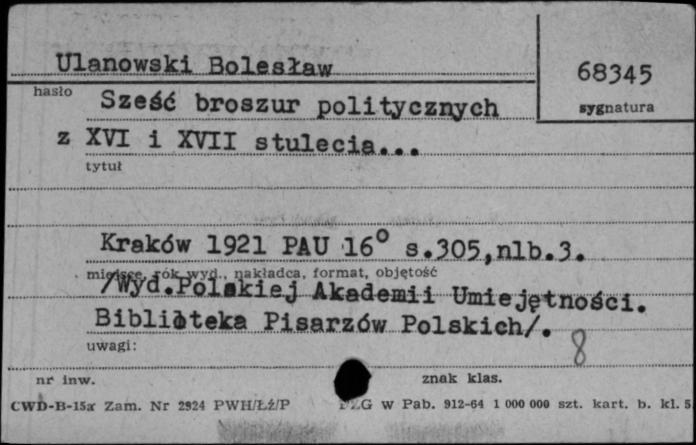 Ulanowski Bolesław
68345
hasło
sygnatura
Sześć broszur politycznych
z XVI i XVII stulecia...
tytuł
Kraków 1921 PAU 16° s.305,nlb.3.
miejsce, rok wyd., nakładca, format, objętość
/Wyd.Polskiej Akademii Umiejętności.
Biblioteka Pisarzów Polskich/.
uwagi:
8
nr inw.
znak klas.
CWD-B-15a Zam. Nr 2924 PWH/Łż/P
w Pab. 912-64 1 000 000 szt. kart. b. kl. 5